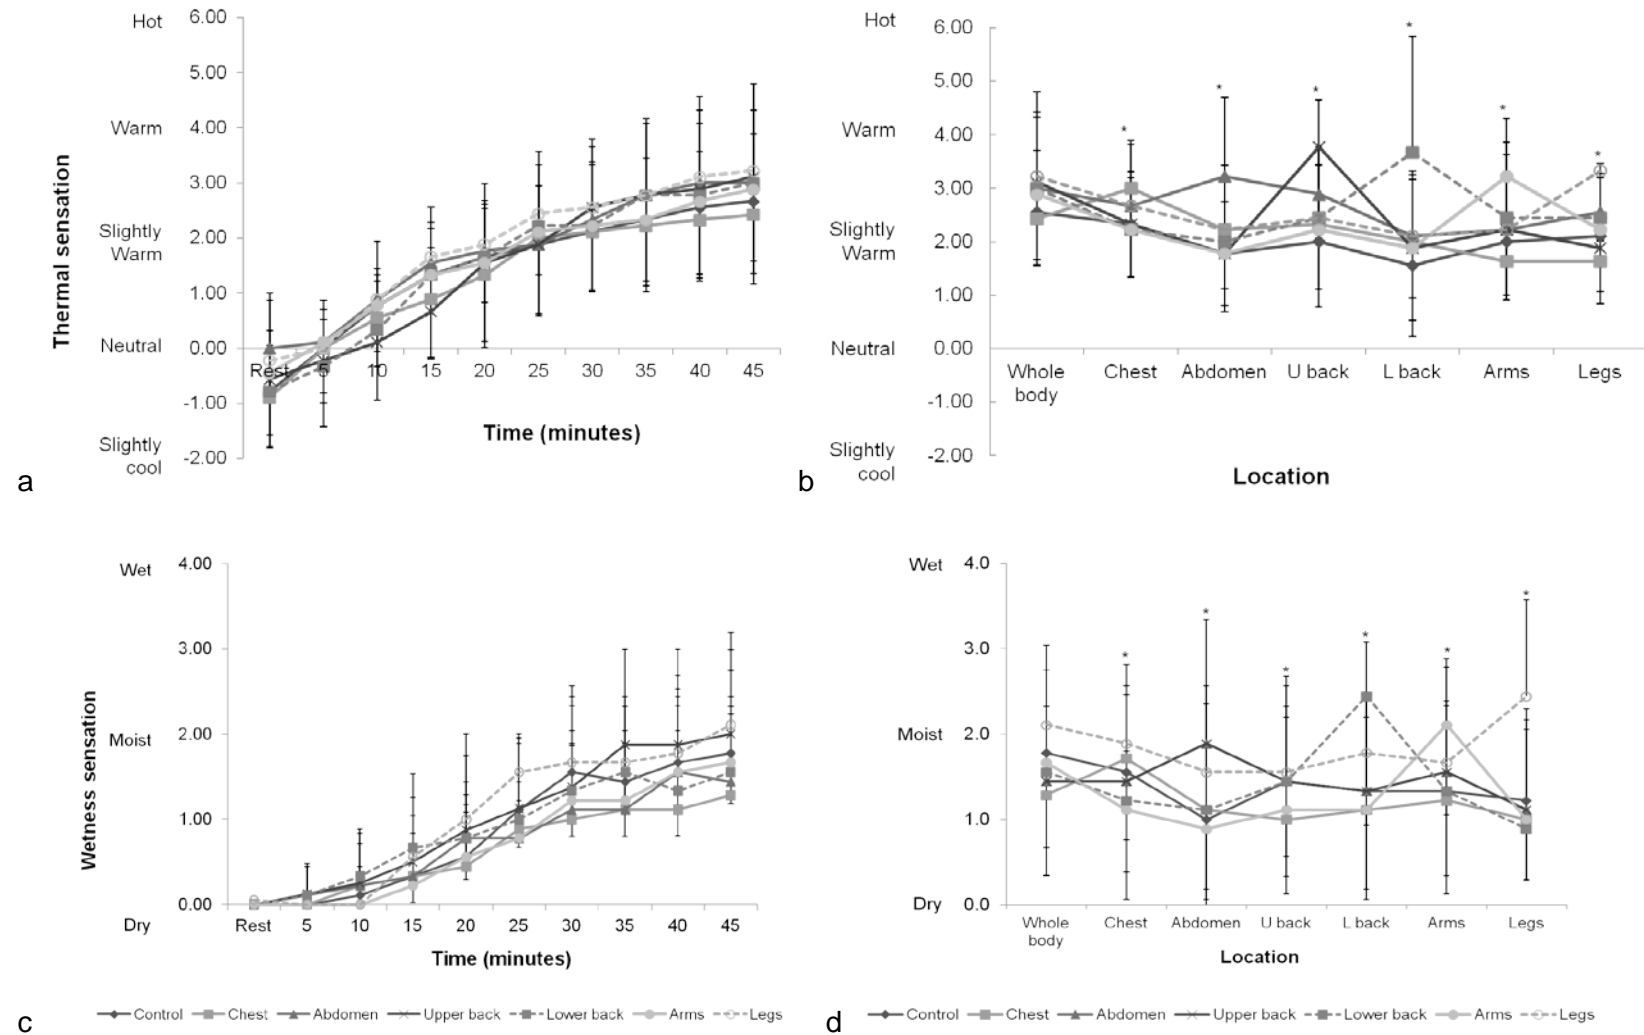 Hot
6.00
5.00
Warm
4.00
3.00
Slightly
Warm
2.00
1.00
Neutral
0.00
-1.00
Slightly
cool
-2.00
Thermal sensation
Rest 5 10 15 20 25 30 35 40 45
Time (minutes)
a
Hot
6.00
5.00
Warm
4.00
3.00
Slightly
Warm
2.00
1.00
Neutral
0.00
-1.00
Slightly
cool
-2.00
* * * * * *
Whole
body
Chest Abdomen U back L back Arms Legs
Location
b
Wet
4.00
3.00
Moist
2.00
1.00
0.00
Dry
Wetness sensation
Rest 5 10 15 20 25 30 35 40 45
Time (minutes)
c
Control Chest Abdomen Upper back Lower back Arms Legs
Wet
4.0
3.0
Moist
2.0
1.0
Dry
0.0
* * * * * *
Whole
body
Chest Abdomen U back L back Arms Legs
Location
d
Control Chest Abdomen Upper back Lower back Arms Legs